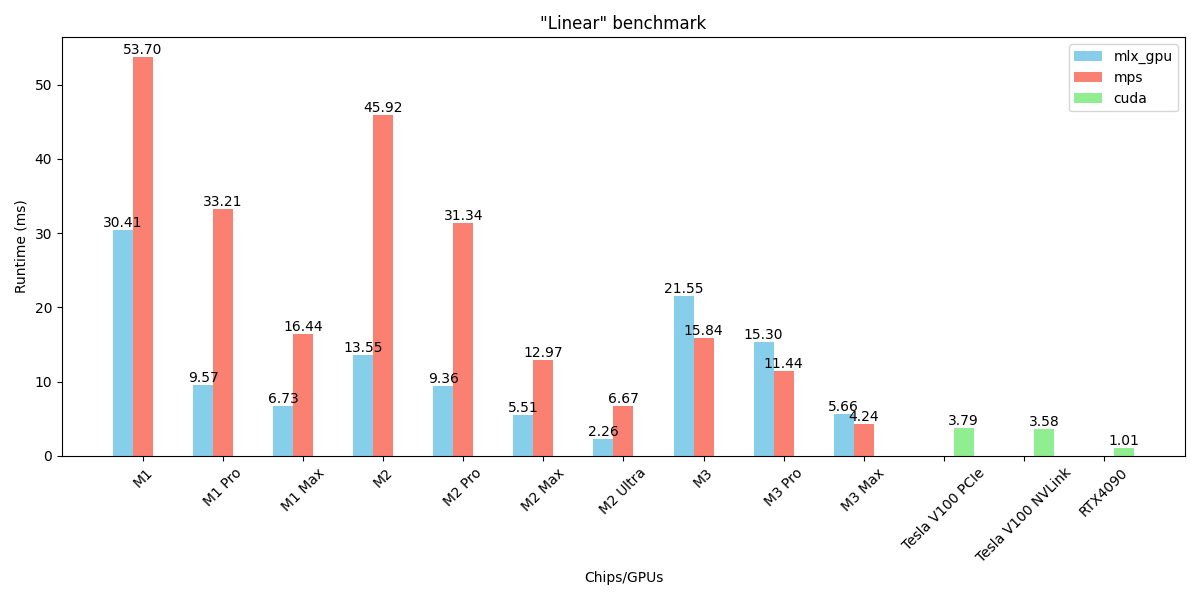 "Linear" benchmark
mlx_gpu
mps
cuda
Runtime (ms)
50
40
30
20
10
0
30.41
53.70
9.57
33.21
6.73
16.44
13.55
45.92
9.36
31.34
5.51
12.97
2.26
6.67
21.55
15.84
15.30
11.44
5.66
4.24
3.79
3.58
1.01
M1
M1 Pro
M1 Max
M2
M2 Pro
M2 Max
M2 Ultra
M3
M3 Pro
M3 Max
Tesla V100 PCIe
Tesla V100 NVLink
RTX4090
Chips/GPUs